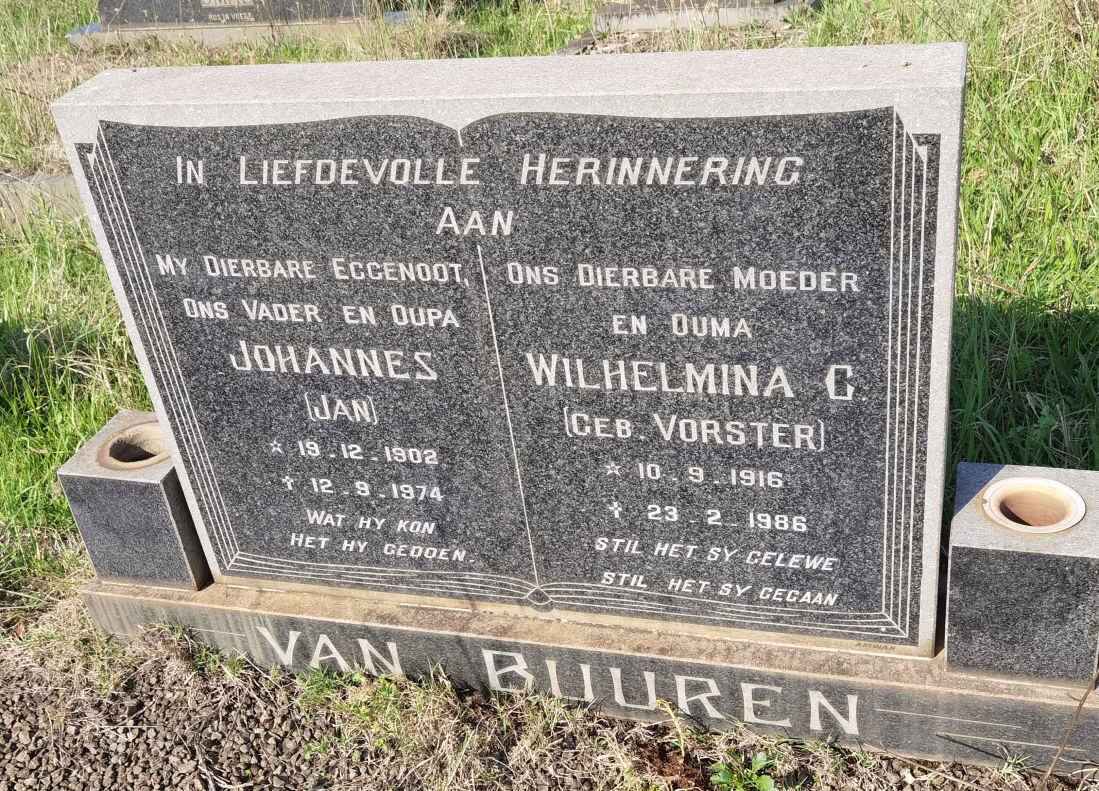 IN LIEFDEVOLLE HERINNERING
AAN
MY DIERBARE EGGENOOT,
ONS VADER EN OUPA
JOHANNES
(JAN)
☆ 19.12.1902
† 12.9.1974
WAT HY KON
HET HY GEDOEN.
ONS DIERBARE MOEDER
EN OUMA
WILHELMINA G.
(GEB. VORSTER)
☆ 10.9.1916
† 23.2.1986
STIL HET SY GELEWE
STIL HET SY GEGAAN
VAN BUUREN